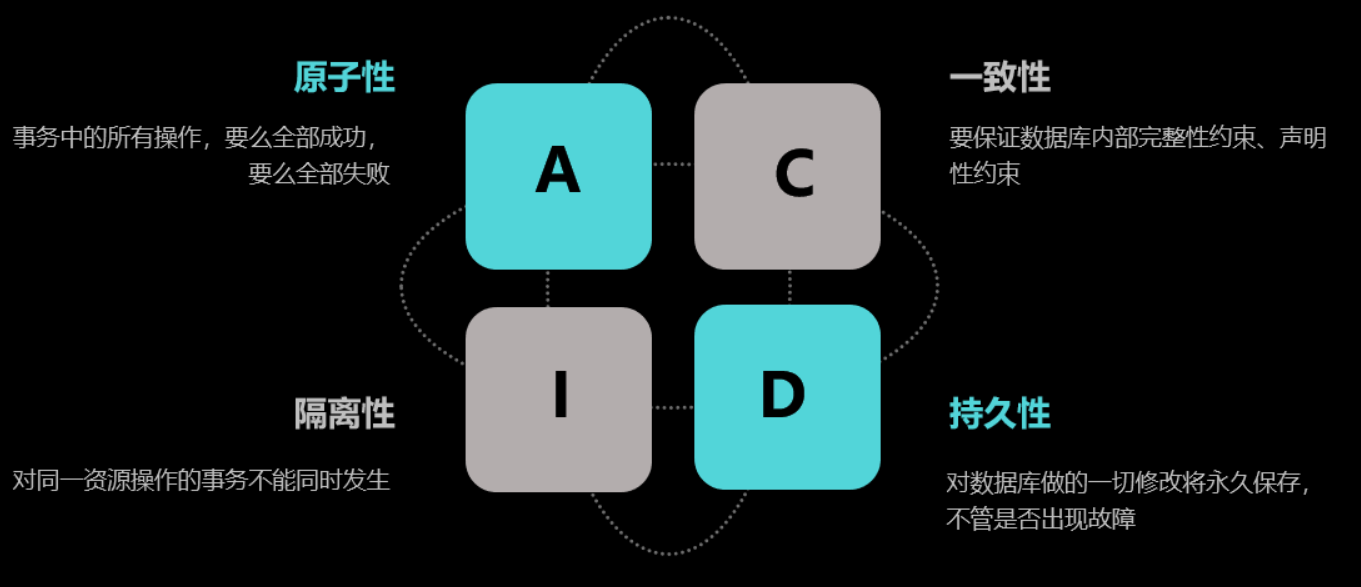 原子性
事务中的所有操作，要么全部成功，
要么全部失败
A
C
一致性
要保证数据库内部完整性约束、声明
性约束
隔离性
对同一资源操作的事务不能同时发生
I
D
持久性
对数据库做的一切修改将永久保存，
不管是否出现故障